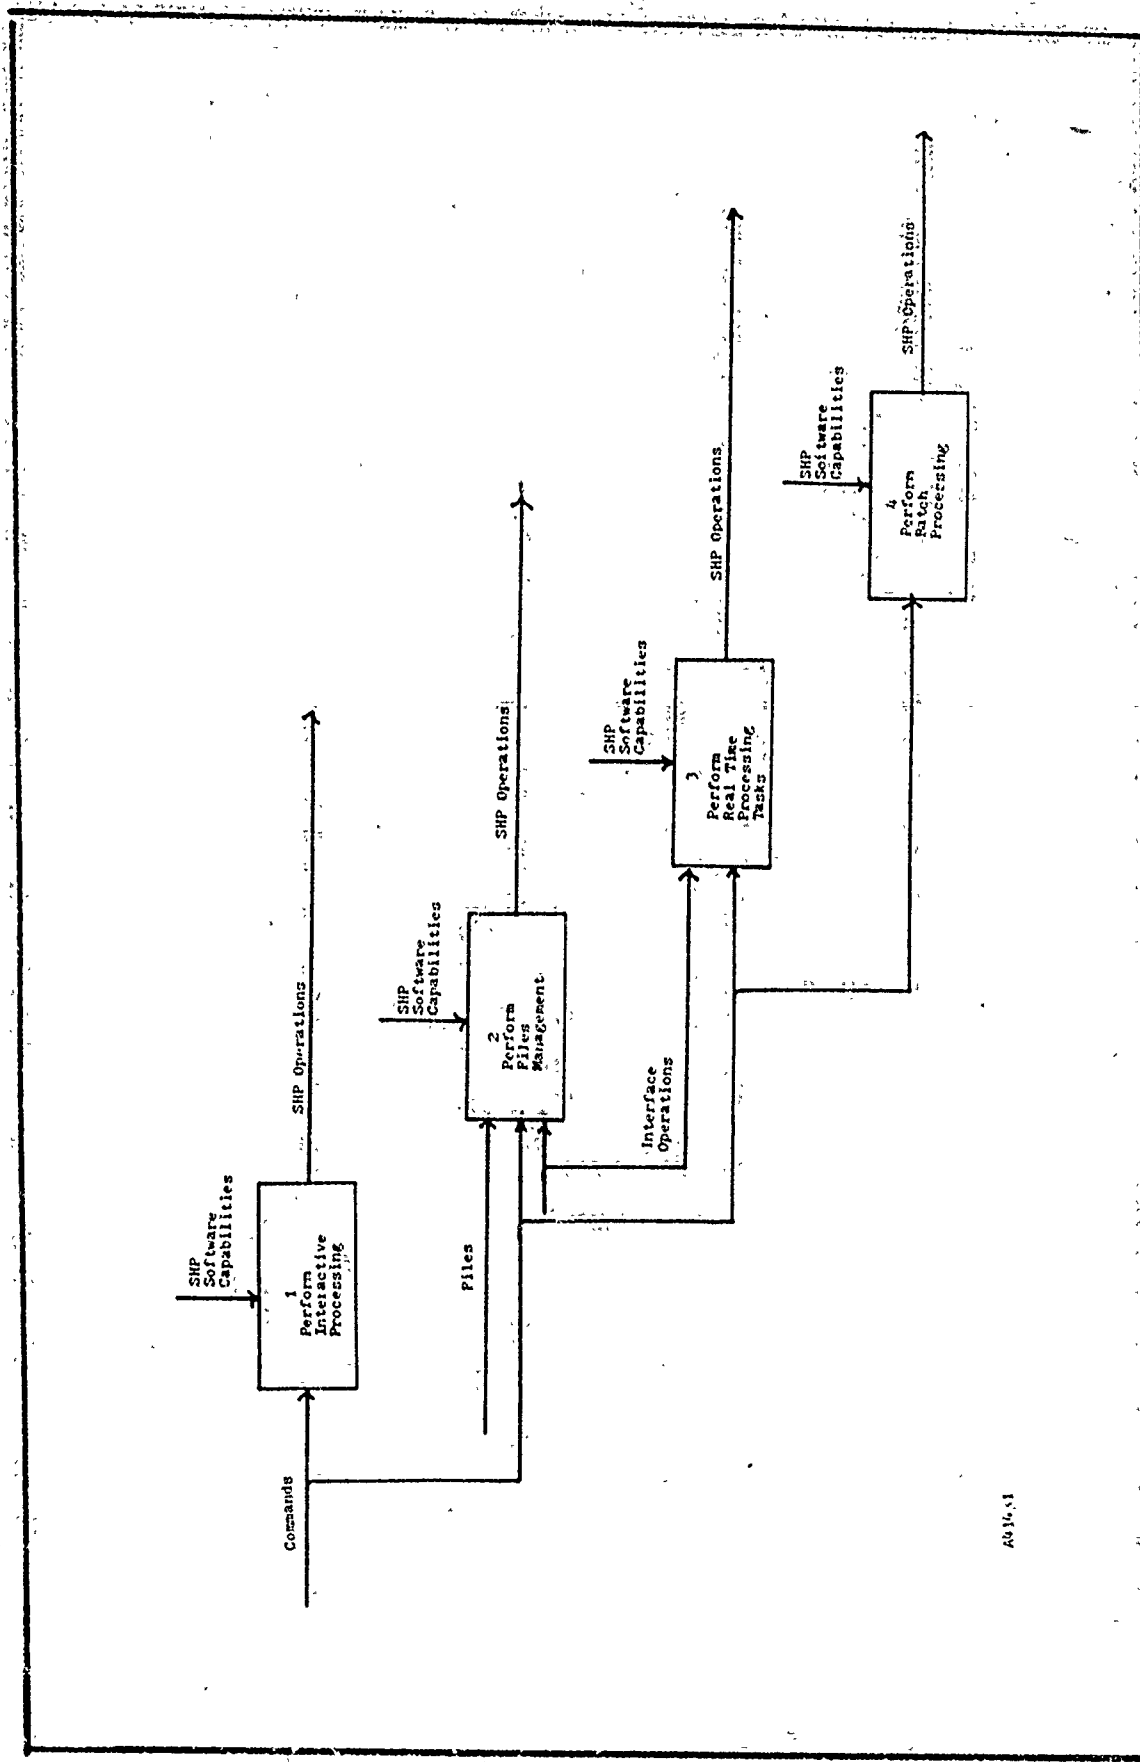 Commands
SHP
Software
Capabilities
1
Perform
Interactive
Processing
SHP Operations
Files
SHP
Software
Capabilities
2
Perform
Files
Management
SHP Operations
Interface
Operations
SHP
Software
Capabilities
3
Perform
Real Time
Processing
Tasks
SHP Operations
SHP
Software
Capabilities
4
Perform
Batch
Processing
SHP Operations